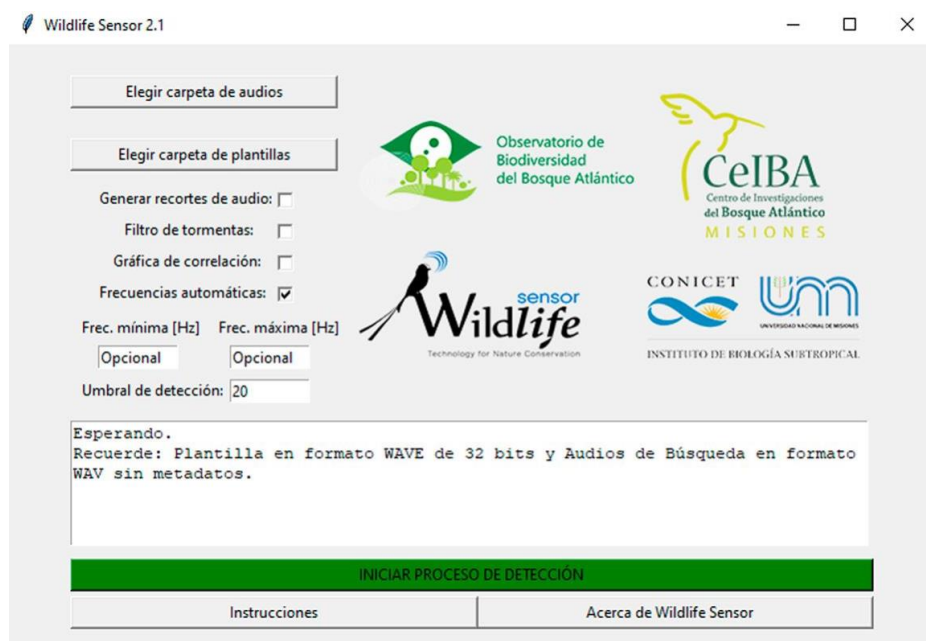 Wildlife Sensor 2.1
Elegir carpeta de audios
Elegir carpeta de plantillas
Generar recortes de audio:
Filtro de tormentas:
Gráfica de correlación:
Frecuencias automáticas:
Frec. mínima [Hz]
Frec. máxima [Hz]
Opcional
Opcional
Umbral de detección:
20
Observatorio de
Biodiversidad
del Bosque Atlántico
CeIBA
Centro de Investigaciones
del Bosque Atlántico
MISIONES
Wildlife
sensor
Technology for Nature Conservation
CONICET
UNIVERSIDAD NACIONAL DE MISIONES
INSTITUTO DE BIOLOGÍA SUBTROPICAL
Esperando.
Recuerde: Plantilla en formato WAVE de 32 bits y Audios de Búsqueda en formato
WAV sin metadatos.
INICIAR PROCESO DE DETECCIÓN
Instrucciones
Acerca de Wildlife Sensor